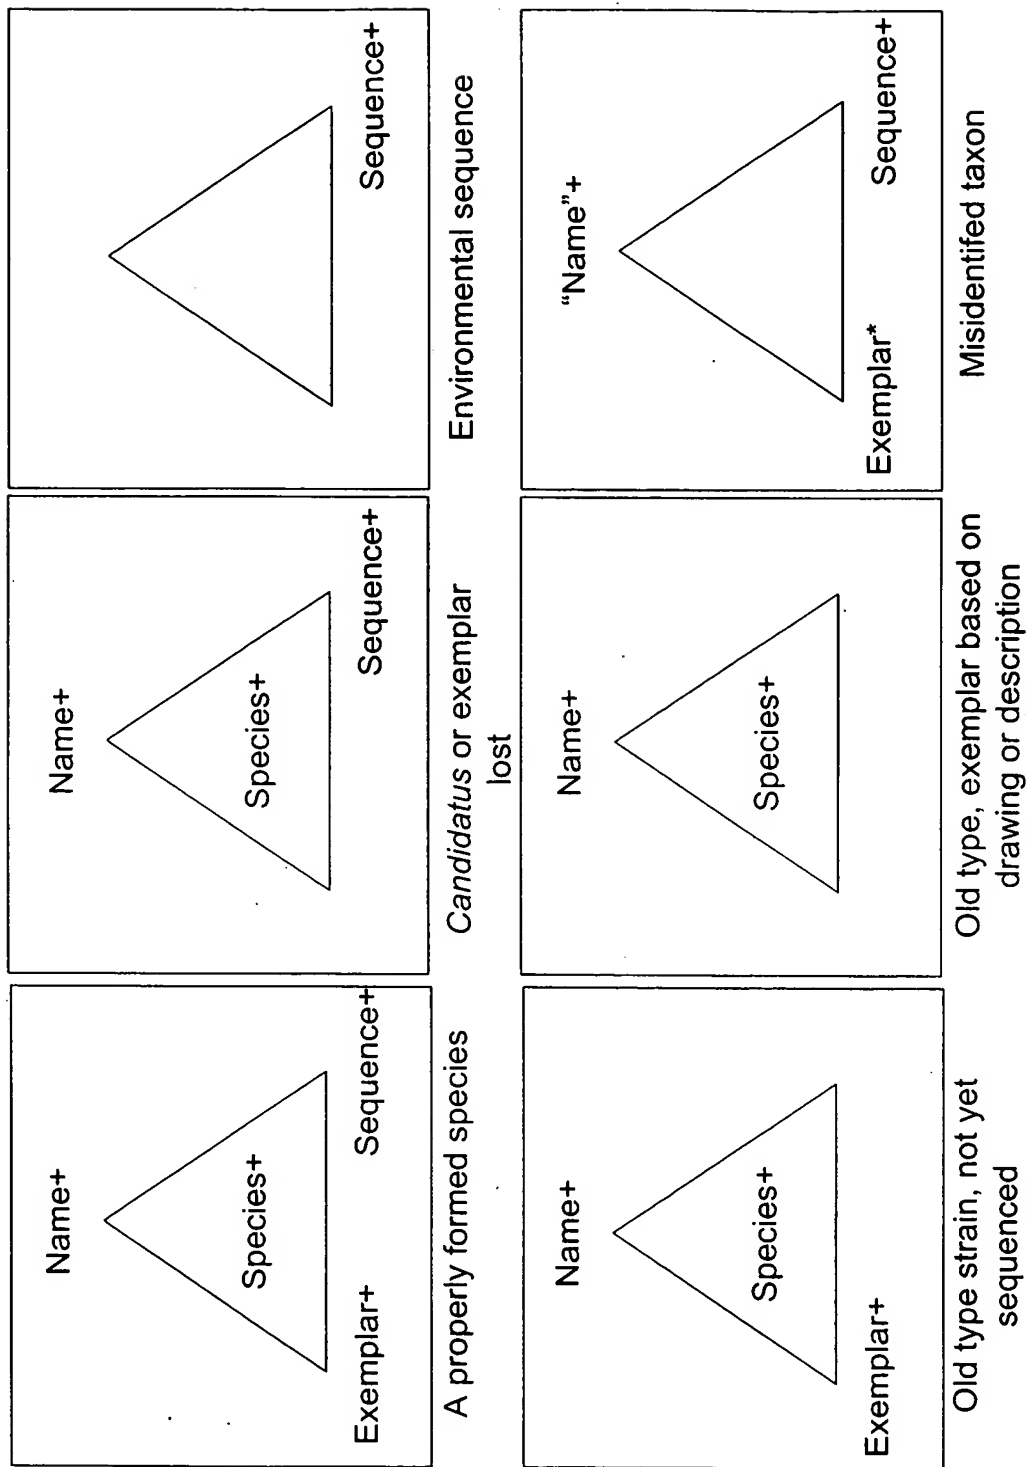 Name+
Species+
Exemplar+ Sequence+
A properly formed species
Name+
Species+
Sequence+
Candidatus or exemplar
lost
Sequence+
Environmental sequence
Name+
Species+
Exemplar+
Old type strain, not yet
sequenced
Name+
Species+
Old type, exemplar based on
drawing or description
“Name”+
Exemplar* Sequence+
Misidentifed taxon